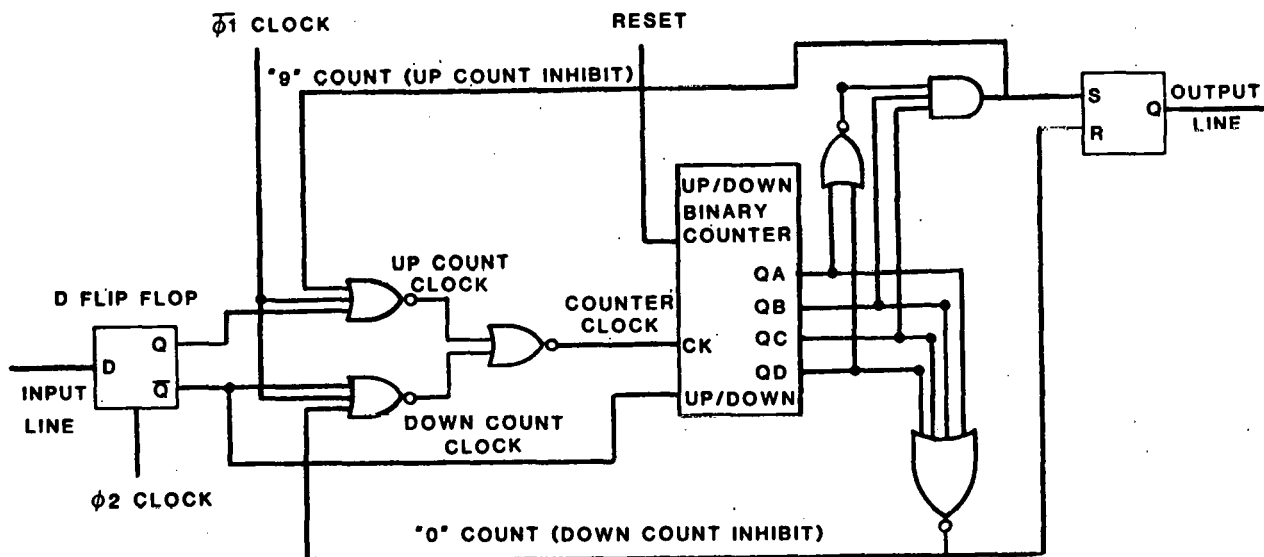 φ̅1 CLOCK
RESET
"9" COUNT (UP COUNT INHIBIT)
S
Q
R
OUTPUT
LINE
UP/DOWN
BINARY
COUNTER
QA
QB
QC
QD
CK
UP/DOWN
UP COUNT
CLOCK
COUNTER
CLOCK
D FLIP FLOP
D
Q
Q̅
INPUT
LINE
DOWN COUNT
CLOCK
φ2 CLOCK
"0" COUNT (DOWN COUNT INHIBIT)